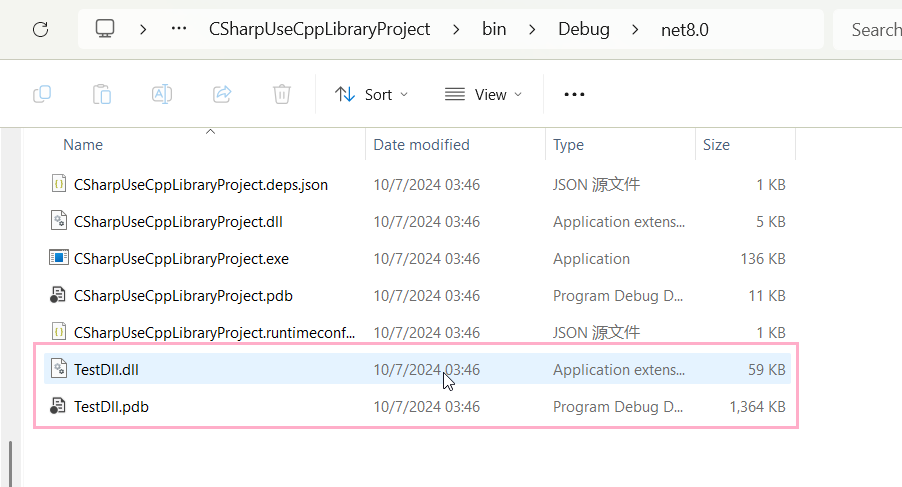 CSharpUseCppLibraryProject > bin > Debug > net8.0 Search
Sort View
Name Date modified Type Size
CSharpUseCppLibraryProject.deps.json 10/7/2024 03:46 JSON 源文件 1 KB
CSharpUseCppLibraryProject.dll 10/7/2024 03:46 Application extens... 5 KB
CSharpUseCppLibraryProject.exe 10/7/2024 03:46 Application 136 KB
CSharpUseCppLibraryProject.pdb 10/7/2024 03:46 Program Debug D... 11 KB
CSharpUseCppLibraryProject.runtimeconf... 10/7/2024 03:46 JSON 源文件 1 KB
TestDll.dll 10/7/2024 03:46 Application extens... 59 KB
TestDll.pdb 10/7/2024 03:46 Program Debug D... 1,364 KB